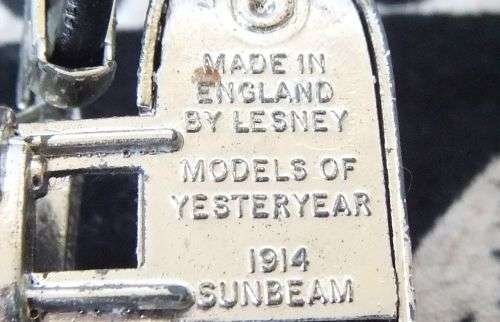 MADE IN
ENGLAND
BY LESNEY
MODELS OF
YESTERYEAR
1914
SUNBEAM